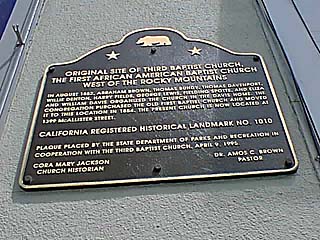 ORIGINAL SITE OF THIRD BAPTIST CHURCH,
THE FIRST AFRICAN AMERICAN BAPTIST CHURCH
WEST OF THE ROCKY MOUNTAINS
IN AUGUST 1852, ABRAHAM BROWN, THOMAS BUNDY, THOMAS DAVENPORT,
WILLIE DENTON, HARRY FIELDS, GEORGE LEWIS, FIELDING SPOTTS, AND ELIZA
AND WILLIAM DAVIS ORGANIZED THE CHURCH IN THE DAVIS HOME. THE
CONGREGATION PURCHASED THE OLD FIRST BAPTIST CHURCH AND MOVED
IT TO THIS LOCATION IN 1854. THE PRESENT CHURCH IS NOW LOCATED AT
1399 MCALLISTER STREET.
CALIFORNIA REGISTERED HISTORICAL LANDMARK NO. 1010
PLAQUE PLACED BY THE STATE DEPARTMENT OF PARKS AND RECREATION IN
COOPERATION WITH THE THIRD BAPTIST CHURCH, APRIL 9, 1995.
CORA MARY JACKSON
CHURCH HISTORIAN
DR. AMOS C. BROWN
PASTOR